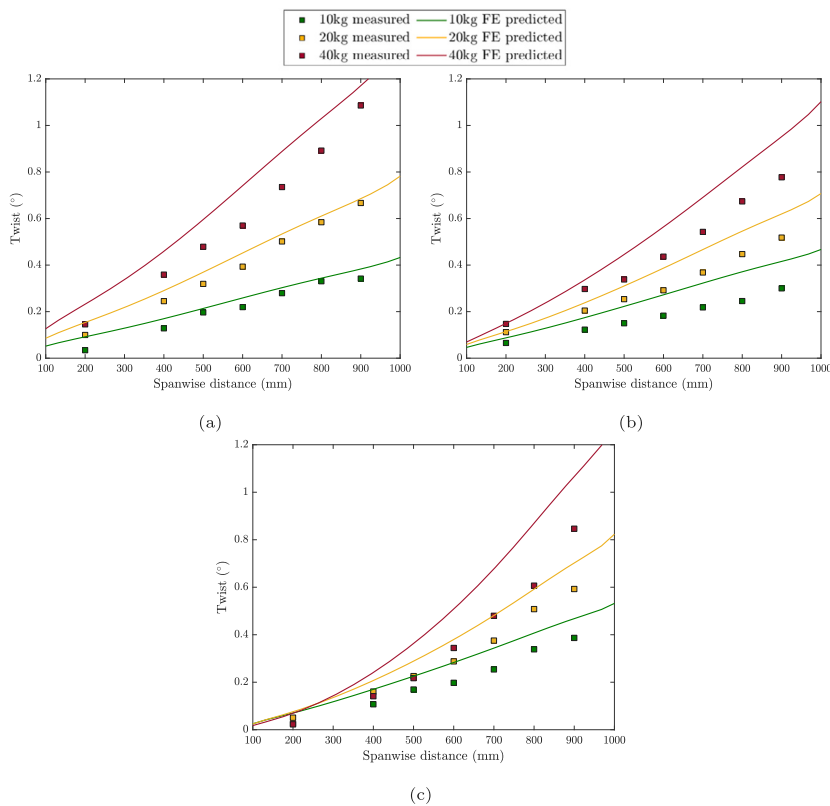 10kg measured 10kg FE predicted
20kg measured 20kg FE predicted
40kg measured 40kg FE predicted
1.2
1
0.8
0.6
0.4
0.2
0
Twist (°)
100 200 300 400 500 600 700 800 900 1000
Spanwise distance (mm)
(a)
1.2
1
0.8
0.6
0.4
0.2
0
Twist (°)
100 200 300 400 500 600 700 800 900 1000
Spanwise distance (mm)
(b)
1.2
1
0.8
0.6
0.4
0.2
0
Twist (°)
100 200 300 400 500 600 700 800 900 1000
Spanwise distance (mm)
(c)